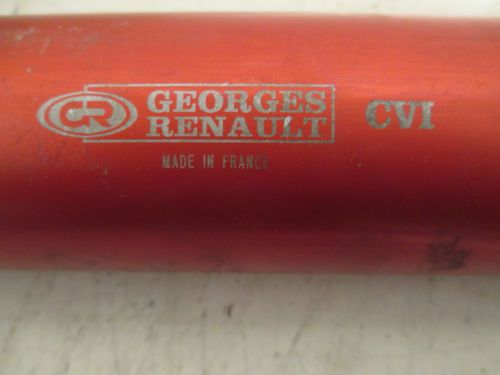 GR GEORGES
RENAULT CVI
MADE IN FRANCE